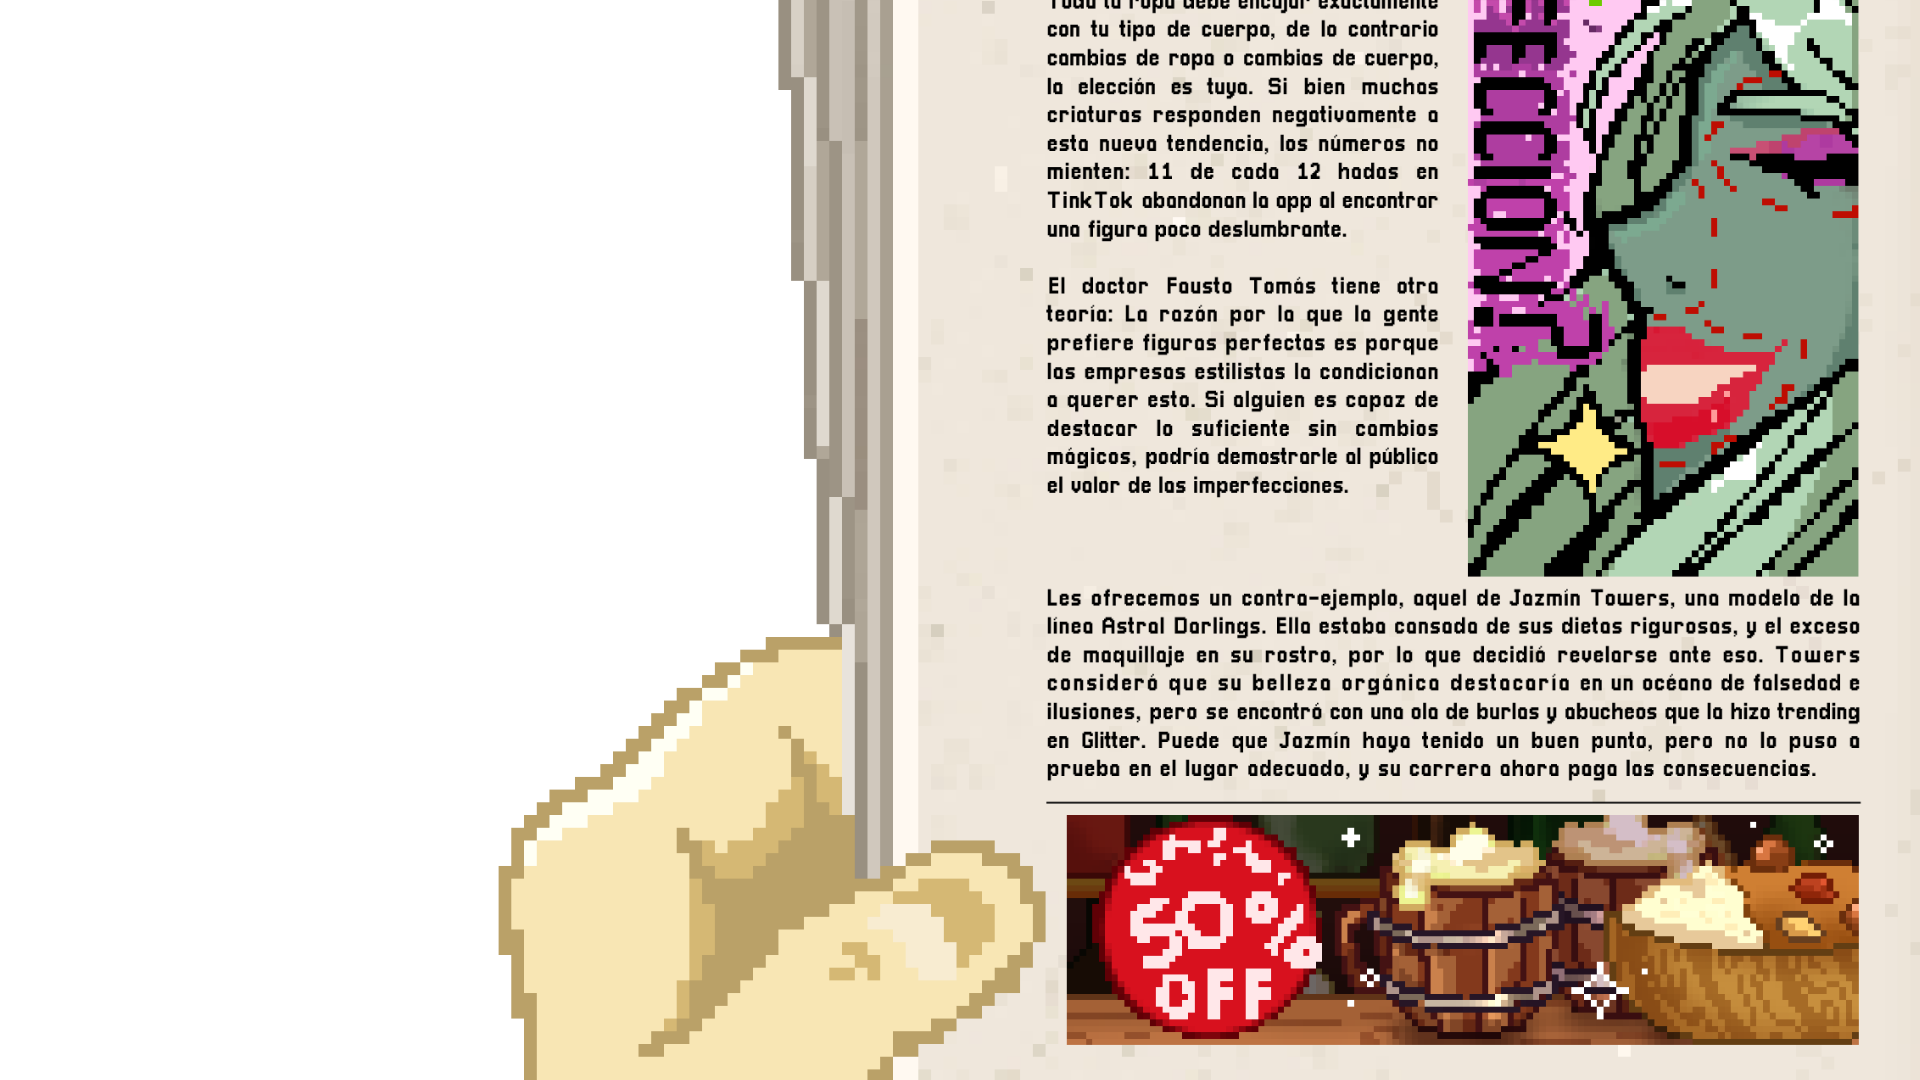 Toda la ropa debe encajar exactamente
con tu tipo de cuerpo, de lo contrario
cambias de ropa o cambias de cuerpo,
la elección es tuya. Si bien muchas
criaturas responden negativamente a
esta nueva tendencia, los números no
mienten: 11 de cada 12 hadas en
TinkTok abandonan la app al encontrar
una figura poco deslumbrante.
El doctor Fausto Tomás tiene otra
teoría: La razón por la que la gente
prefiere figuras perfectas es porque
las empresas estilistas la condicionan
a querer esto. Si alguien es capaz de
destacar lo suficiente sin cambios
mágicos, podría demostrarle al público
el valor de las imperfecciones.
ECCIÓN?
Les ofrecemos un contra-ejemplo, aquel de Jazmín Towers, una modelo de la
línea Astral Darlings. Ella estaba cansada de sus dietas rigurosas, y el exceso
de maquillaje en su rostro, por lo que decidió revelarse ante eso. Towers
consideró que su belleza orgánica destacaría en un océano de falsedad e
ilusiones, pero se encontró con una ola de burlas y abucheos que la hizo trending
en Glitter. Puede que Jazmín haya tenido un buen punto, pero no lo puso a
prueba en el lugar adecuado, y su carrera ahora paga las consecuencias.
50%
OFF